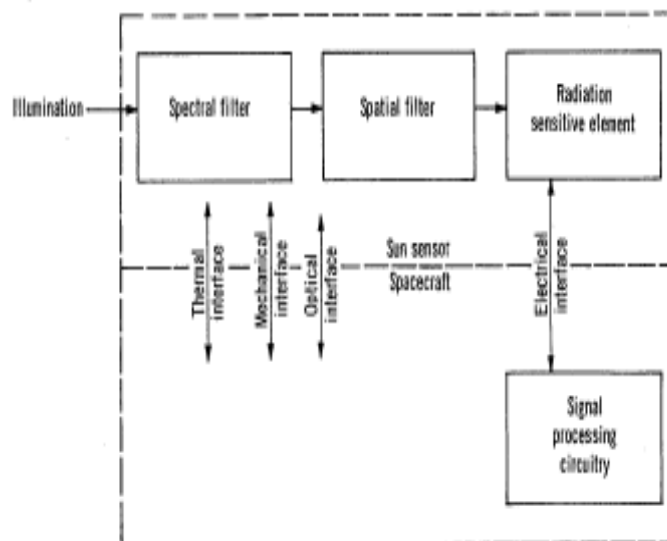 Illumination
Spectral filter
Spatial filter
Radiation
sensitive element
Thermal
interface
Mechanical
interface
Optical
interface
Sun sensor
Spacecraft
Electrical
interface
Signal
processing
circuitry